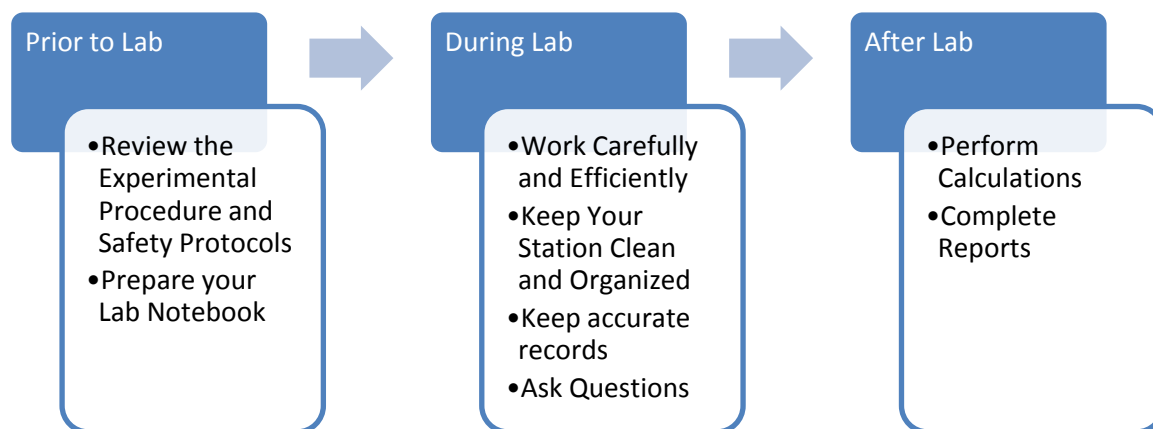 Prior to Lab
•Review the
Experimental
Procedure and
Safety Protocols
•Prepare your
Lab Notebook
During Lab
•Work Carefully
and Efficiently
•Keep Your
Station Clean
and Organized
•Keep accurate
records
•Ask Questions
After Lab
•Perform
Calculations
•Complete
Reports